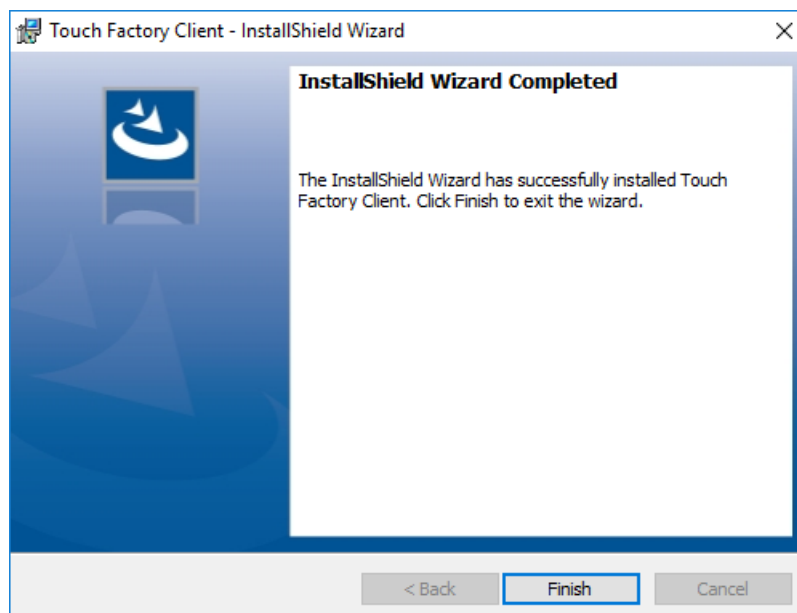 Touch Factory Client - InstallShield Wizard
InstallShield Wizard Completed
The InstallShield Wizard has successfully installed Touch
Factory Client. Click Finish to exit the wizard.
< Back
Finish
Cancel